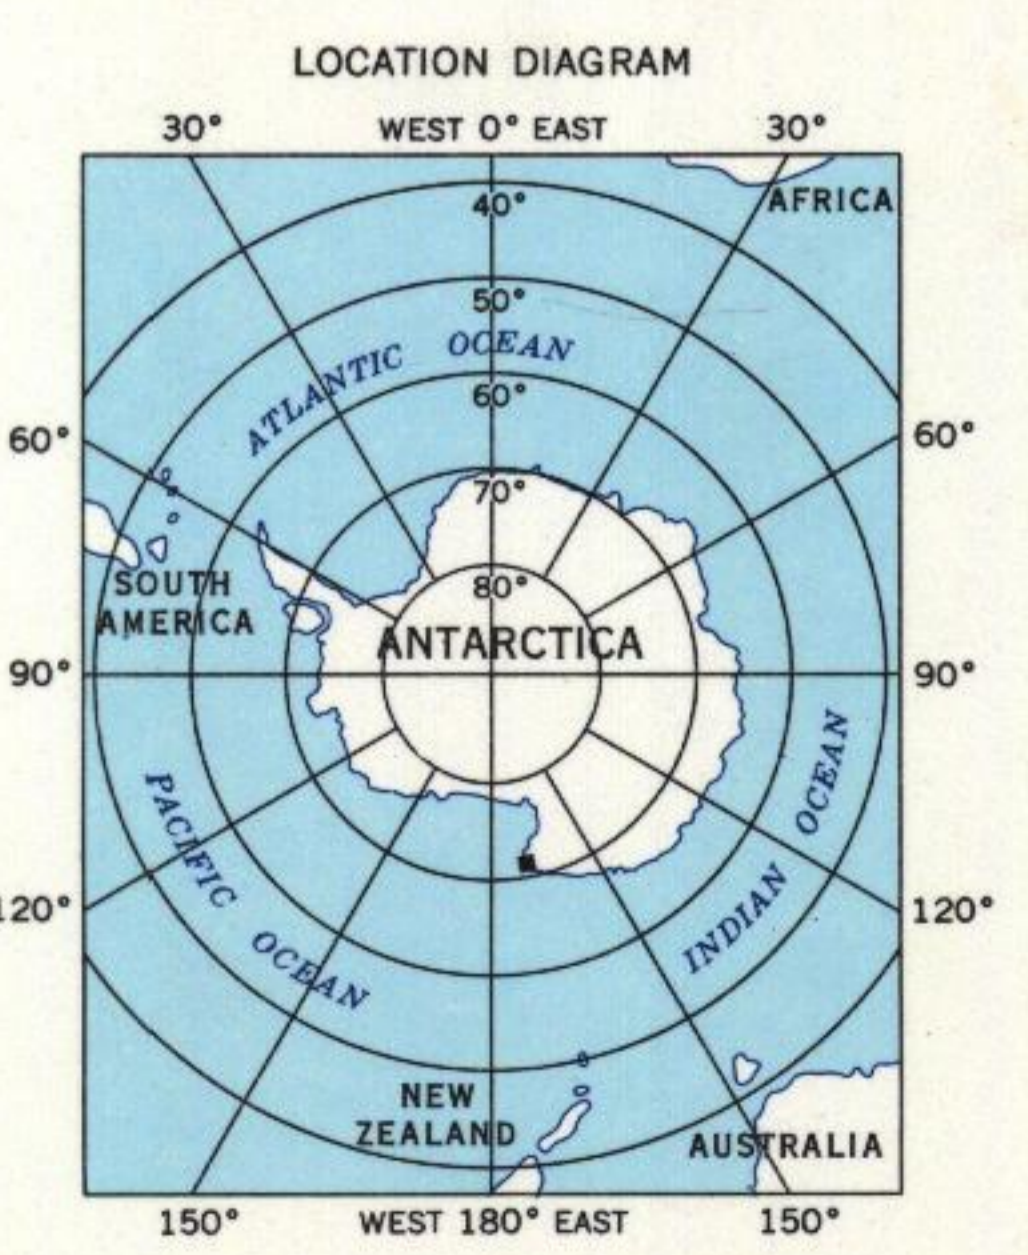 LOCATION DIAGRAM
30° WEST 0° EAST 30°
AFRICA
40°
50°
ATLANTIC OCEAN
60°
60° 60°
70°
80°
SOUTH
AMERICA
ANTARCTICA
90° 90°
PACIFIC OCEAN
INDIAN OCEAN
120° 120°
NEW
ZEALAND
AUSTRALIA
150° WEST 180° EAST 150°